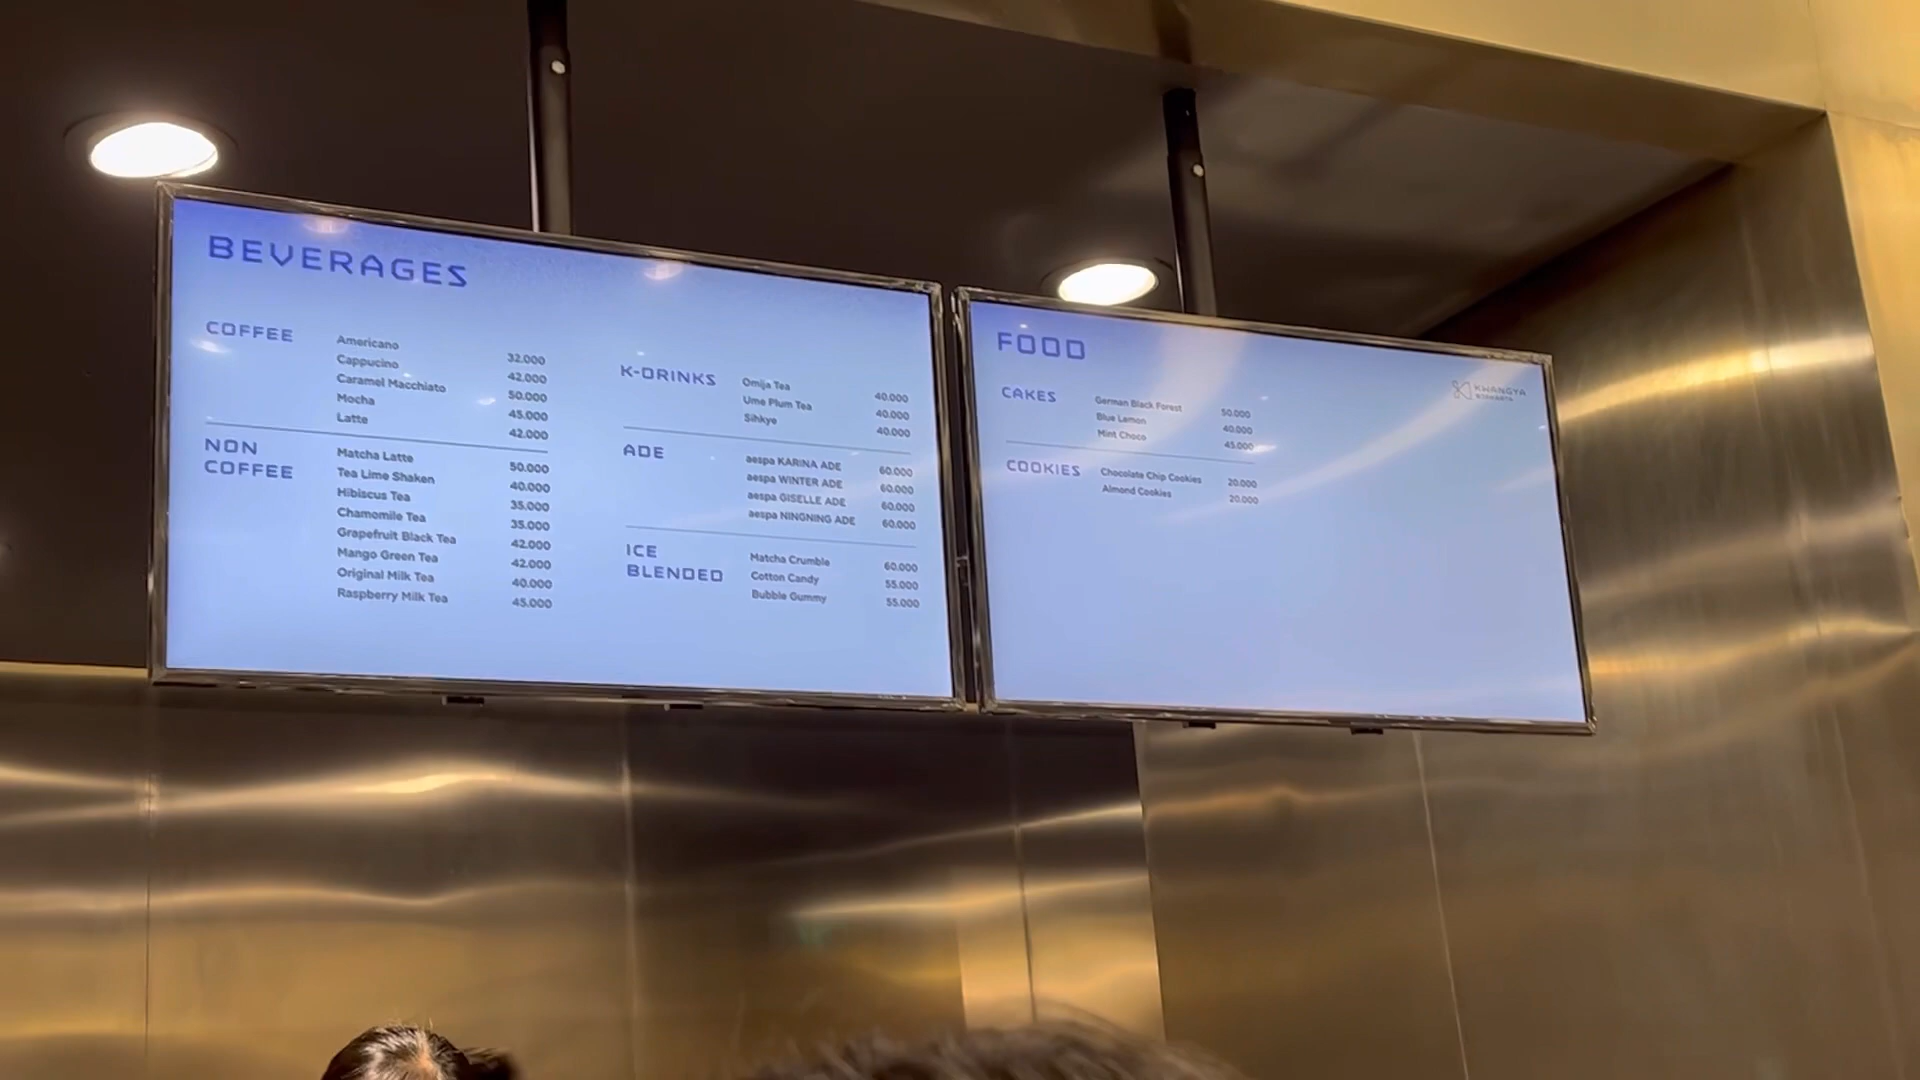 BEVERAGES
COFFEE
Americano 32.000
Cappucino 42.000
Caramel Macchiato 50.000
Mocha 45.000
Latte 42.000
NON
COFFEE
Matcha Latte 50.000
Tea Lime Shaken 40.000
Hibiscus Tea 35.000
Chamomile Tea 35.000
Grapefruit Black Tea 42.000
Mango Green Tea 42.000
Original Milk Tea 40.000
Raspberry Milk Tea 45.000
K-DRINKS
Omija Tea 40.000
Ume Plum Tea 40.000
Sihkye 40.000
ADE
aespa KARINA ADE 60.000
aespa WINTER ADE 60.000
aespa GISELLE ADE 60.000
aespa NINGNING ADE 60.000
ICE
BLENDED
Matcha Crumble 60.000
Cotton Candy 55.000
Bubble Gummy 55.000
FOOD
KWANGYA
CAKES
German Black Forest 50.000
Blue Lemon 40.000
Mint Choco 45.000
COOKIES
Chocolate Chip Cookies 20.000
Almond Cookies 20.000